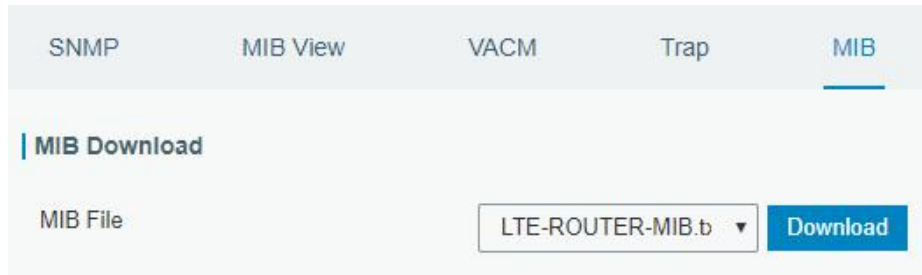 SNMP MIB View VACM Trap MIB
MIB Download
MIB File LTE-ROUTER-MIB.t Download